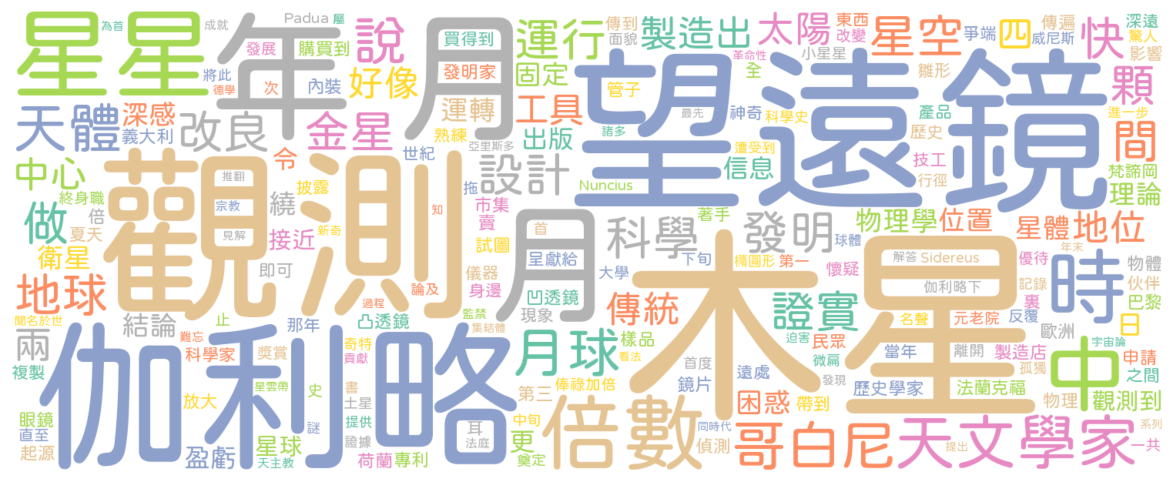 星星
年
月
望遠鏡
觀測
伽利略
木星
月
為首
成就
Padua
屬
發展
購買到
說
買得到
發明家
運行
傳到
面貌
製造出
革命性
太陽
東西
改變
小星星
星空
爭端
四
傳遍
威尼斯
快
深遠
驚人
影響
將此
德學
次
內裝
好像
固定
管子
全
雛形
顆
天體
深感
義大利
改良
金星
運轉
熟練
工具
出版
最先
神奇
科學史
產品
歷史
進一步
間
諸多
亞里斯多
遭受到
信息
技工
行徑
梵諦岡
理論
中心
終身職
令
世紀
設計
Nuncius
推翻
披露
拖
市集
賣
知
倍
夏天
做
宗教
繞
新奇
見解
接近
試圖
首
科學
著手
發明
物理學
位置
星體
地位
年末
衛星
即可
儀器
身邊
呈獻給
大學
下旬
球體
橢圓形
第一
懷疑
解答
Sidereus
優待
時
物體
伙伴
地球
過程
論及
凹透鏡
現象
傳統
證實
伽利略下
記錄
裏
巴黎
聞名於世
結論
止
那年
凸透鏡
監禁
集結體
月球
樣品
民眾
迫害
名聲
元老院
反覆
日
宇宙論
兩
難忘
科學家
獎賞
奇特
貢獻
看法
首度
微扁
當年
離開
製造店
歐洲
中
申請
之間
複製
星雲帶
史
書
土星
俸祿加倍
鏡片
遠處
發現
歷史學家
法蘭克福
孤獨
觀測到
眼鏡
直至
起源
放大
謎
提供
耳
第三
中旬
倍數
困惑
帶到
物理
星球
天主教
證據
法庭
更
奠定
同時代
偵測
哥白尼
天文學家
提出
一共
系列
盈虧
荷蘭
專利